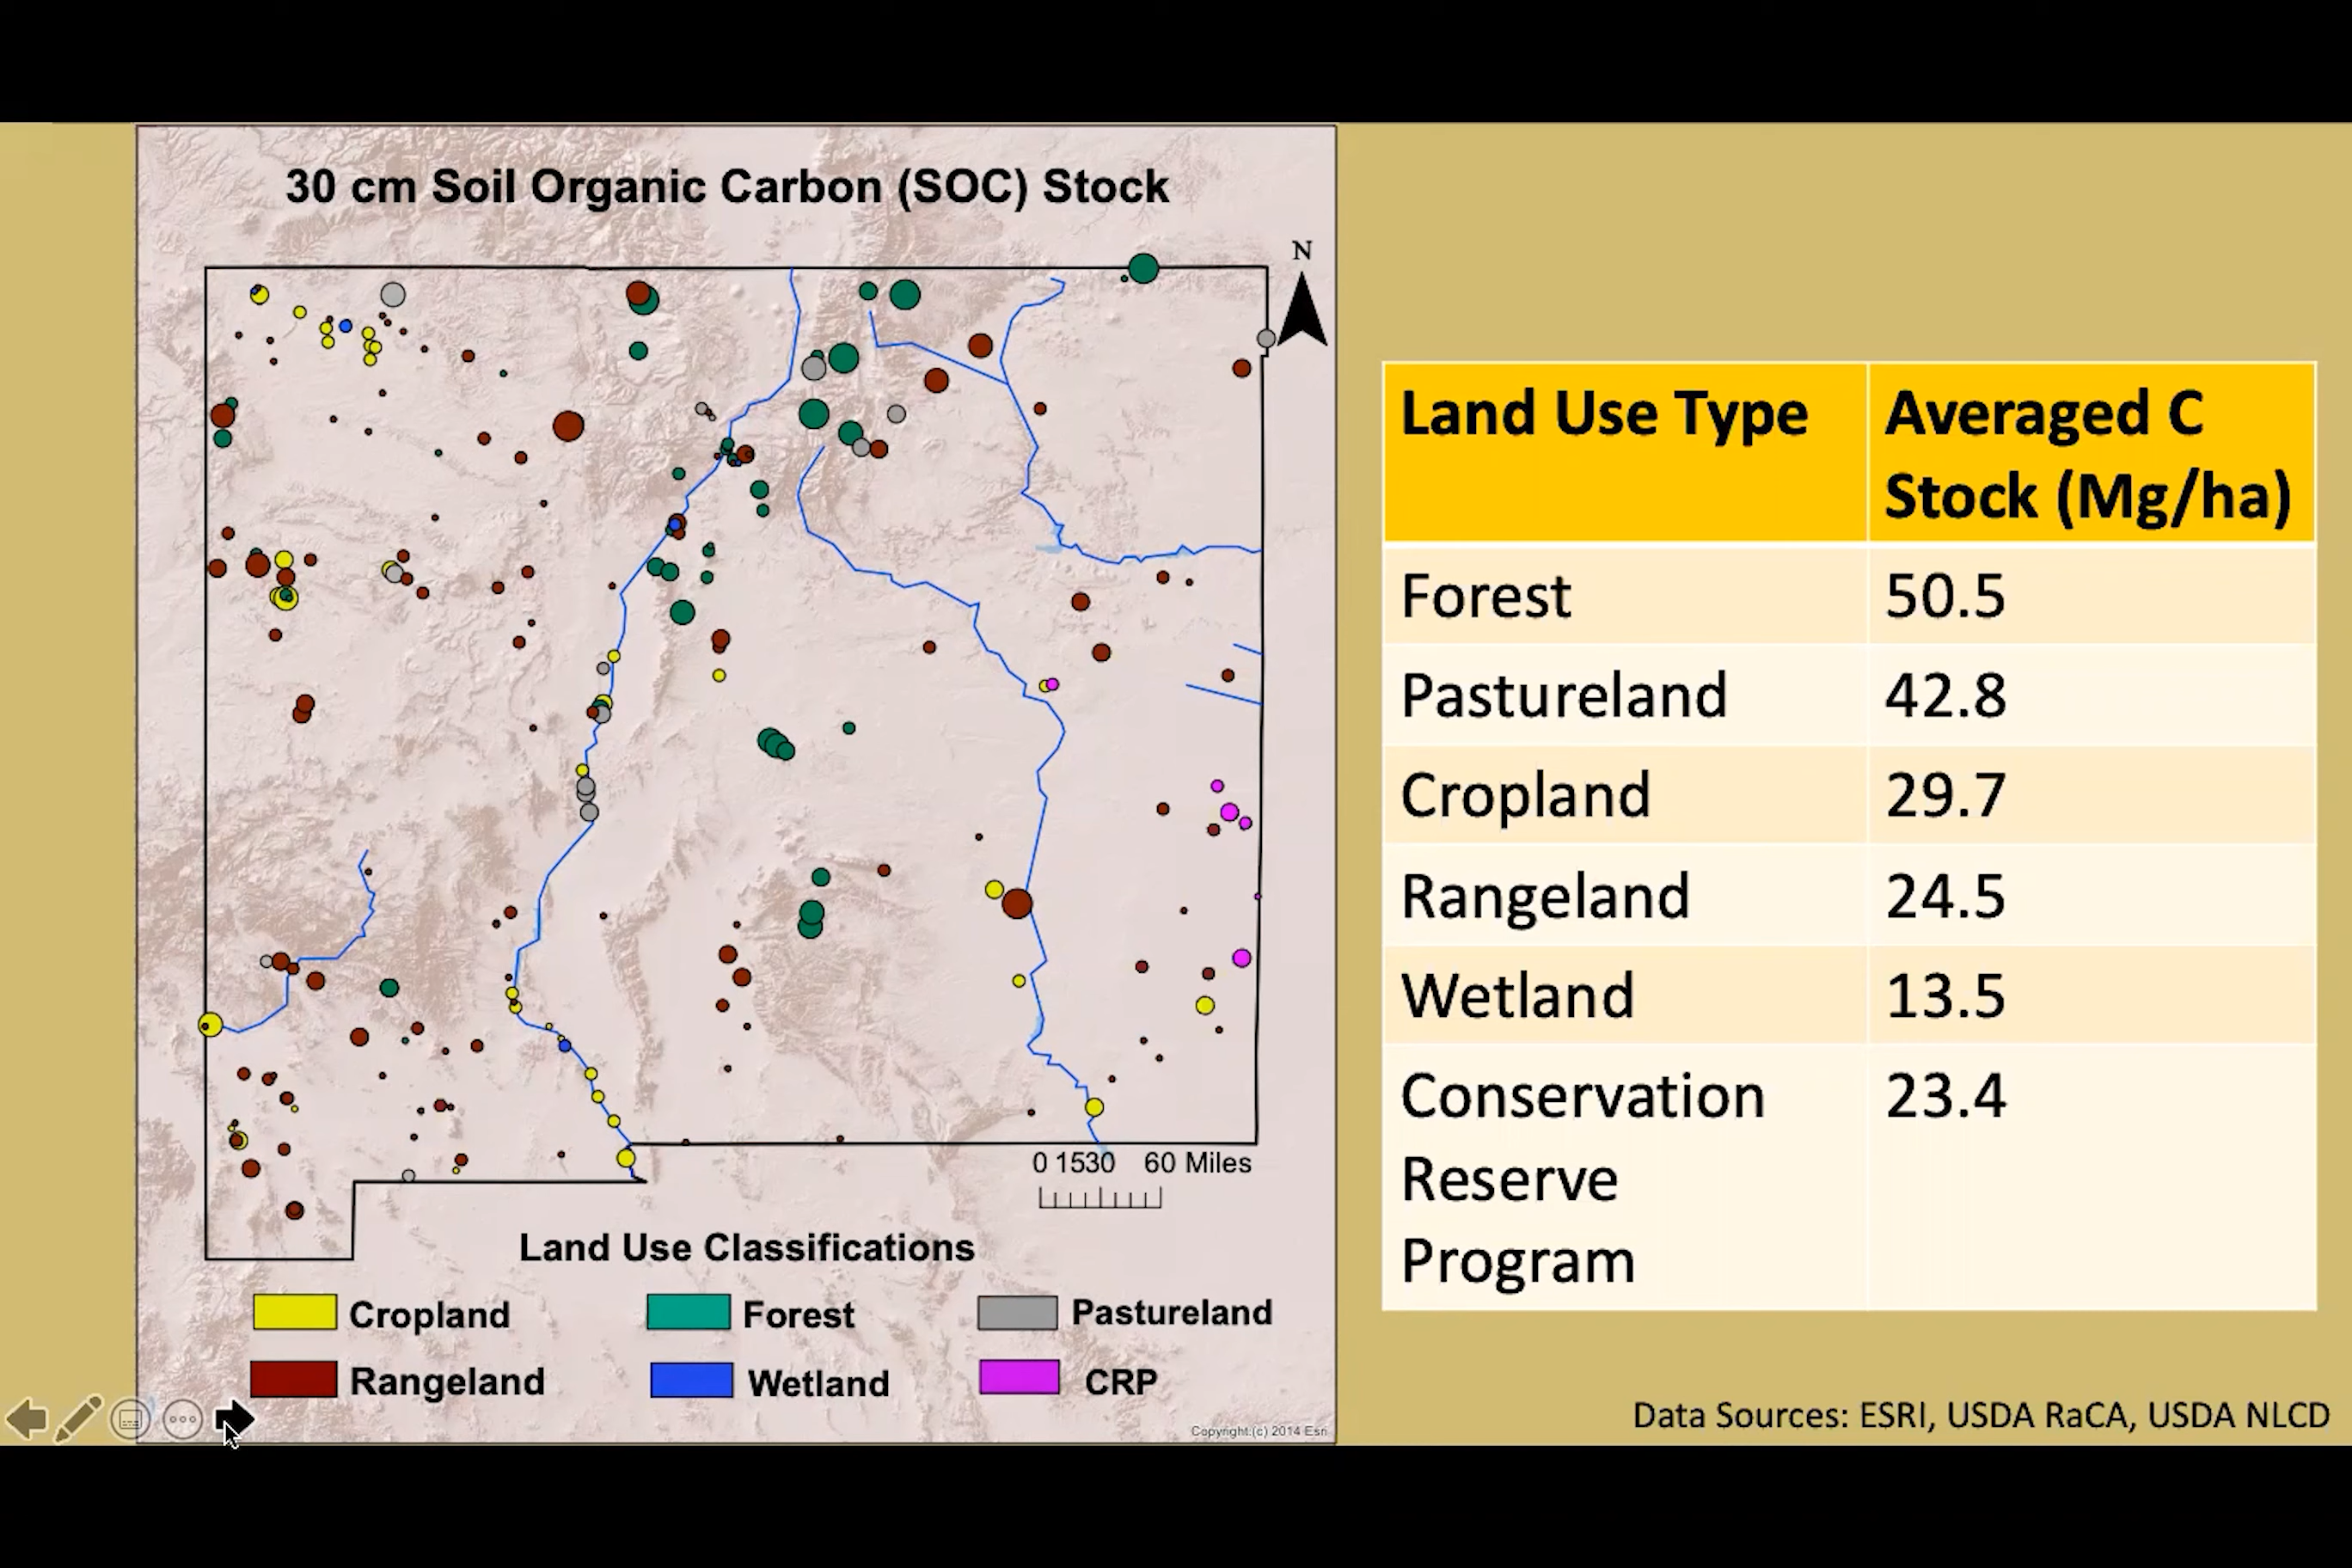 30 cm Soil Organic Carbon (SOC) Stock
N
0 1530 60 Miles
Land Use Classifications
Cropland Forest Pastureland
Rangeland Wetland CRP
Copyright:(c) 2014 Esri
Land Use Type Averaged C
Stock (Mg/ha)
Forest 50.5
Pastureland 42.8
Cropland 29.7
Rangeland 24.5
Wetland 13.5
Conservation 23.4
Reserve
Program
Data Sources: ESRI, USDA RaCA, USDA NLCD